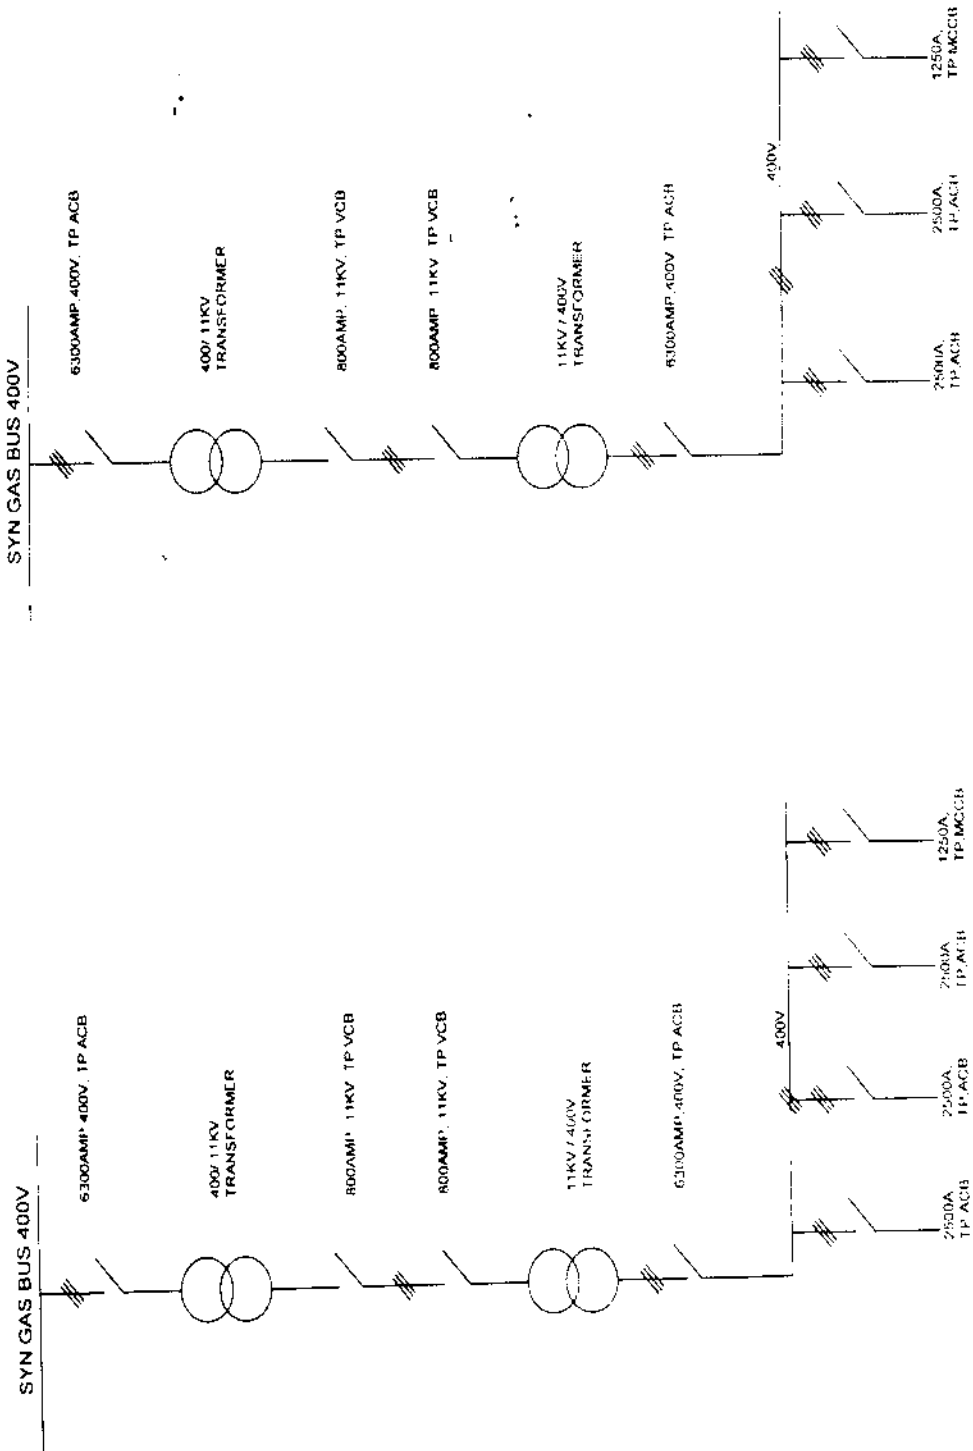 SYN GAS BUS 400V
6300AMP, 400V, TP ACB
400/ 11KV
TRANSFORMER
800AMP, 11KV, TP VCB
800AMP, 11KV, TP VCB
11KV / 400V
TRANSFORMER
6300AMP,400V, TP ACB
400V
2500A,
TP,ACB
2500A,
TP,ACB
2500A,
TP,ACB
1250A,
TP,MCCB
SYN GAS BUS 400V
6300AMP,400V, TP ACB
400/ 11KV
TRANSFORMER
800AMP, 11KV, TP VCB
800AMP, 11KV, TP VCB
11KV / 400V
TRANSFORMER
6300AMP,400V, TP ACB
400V
2500A,
TP,ACB
2500A,
TP,ACB
1250A,
TP,MCCB